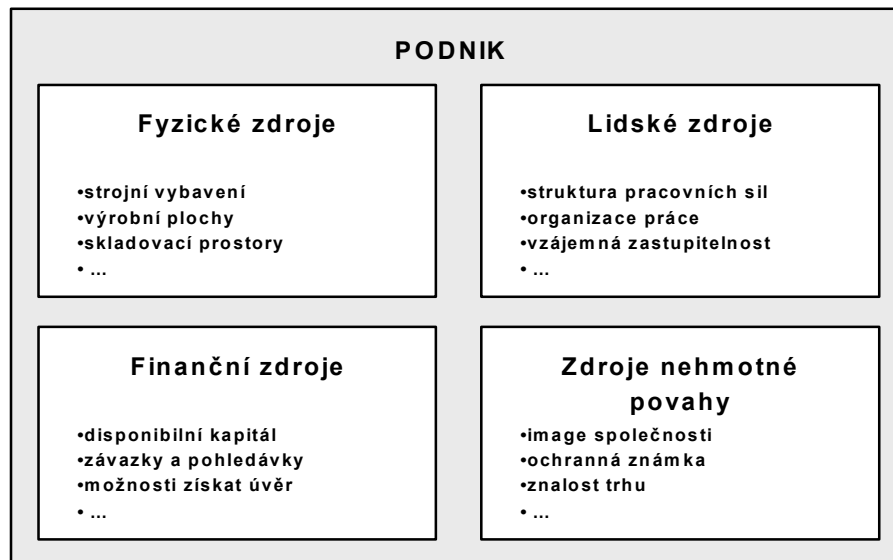 PODNIK
Fyzické zdroje
•strojní vybavení
•výrobní plochy
•skladovací prostory
• ...
Lidské zdroje
•struktura pracovních sil
•organizace práce
•vzájemná zastupitelnost
• ...
Finanční zdroje
•disponibilní kapitál
•závazky a pohledávky
•možnosti získat úvěr
• ...
Zdroje nehmotné
povahy
•image společnosti
•ochranná známka
•znalost trhu
• ...